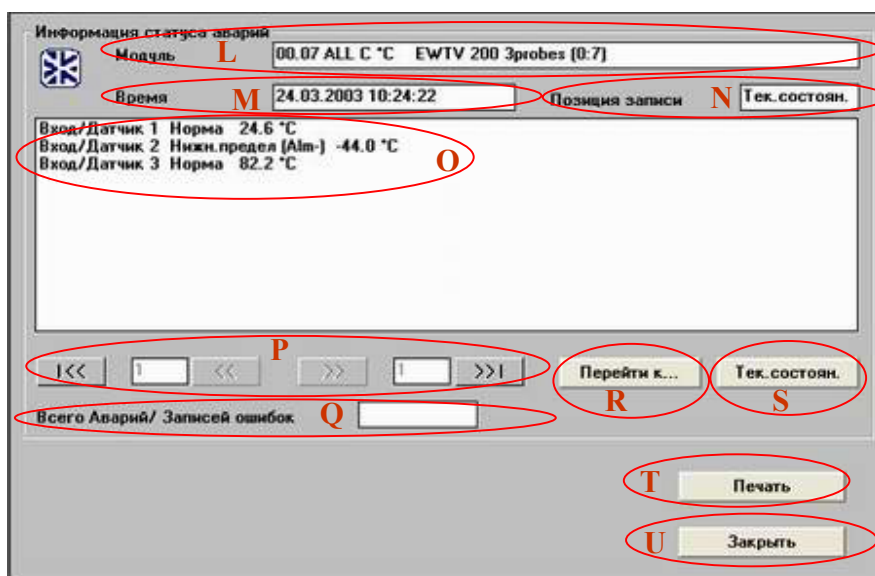 Информация статуса аварий
Модуль L 00.07 ALL C °C EWTV 200 3probes (0:7)
Время M 24.03.2003 10:24:22 Позиция записи N Тек.состоян.
Вход/Датчик 1 Норма 24.6 °C
Вход/Датчик 2 Нижн.предел (Alm-) -44.0 °C
Вход/Датчик 3 Норма 82.2 °C
O
P
I<< 1 << >> 1 >>I Перейти к... Тек.состоян.
R S
Всего Аварий/ Записей ошибок Q
T Печать
U Закрыть